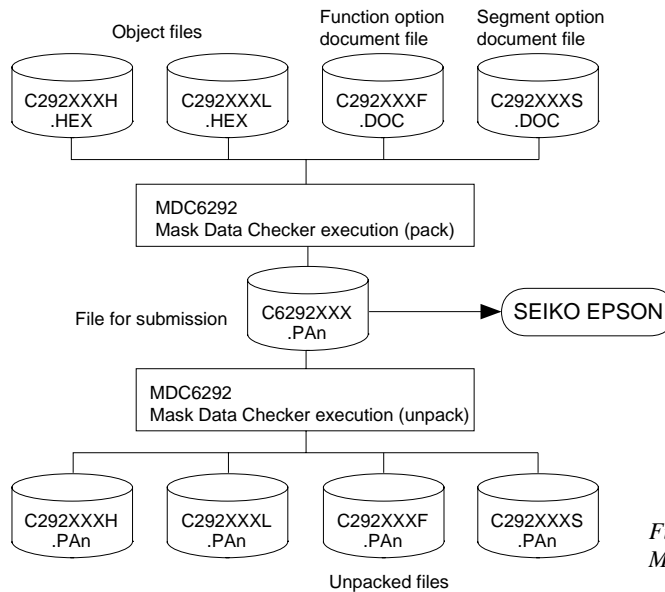 Object files
Function option
document file
Segment option
document file
C292XXXH
.HEX
C292XXXL
.HEX
C292XXXF
.DOC
C292XXXS
.DOC
MDC6292
Mask Data Checker execution (pack)
File for submission
C6292XXX
.PAn
SEIKO EPSON
MDC6292
Mask Data Checker execution (unpack)
C292XXXH
.PAn
C292XXXL
.PAn
C292XXXF
.PAn
C292XXXS
.PAn
Unpacked files